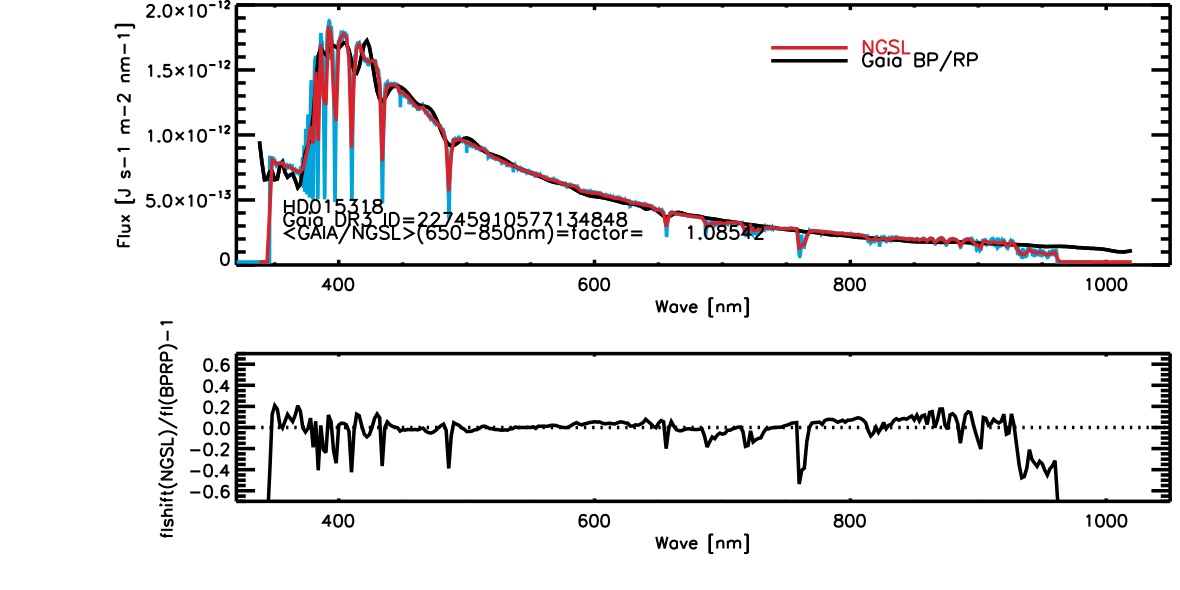 2.0×10−12
1.5×10−12
1.0×10−12
5.0×10−13
0
Flux [J s−1 m−2 nm−1]
NGSL
Gaia BP/RP
HD015318
Gaia DR3 ID=22745910577134848
<GAIA/NGSL>(650−850nm)=factor= 1.08542
400 600 800 1000
Wave [nm]
flshift(NGSL)/fl(BPRP)−1
0.6
0.4
0.2
0.0
−0.2
−0.4
−0.6
400 600 800 1000
Wave [nm]